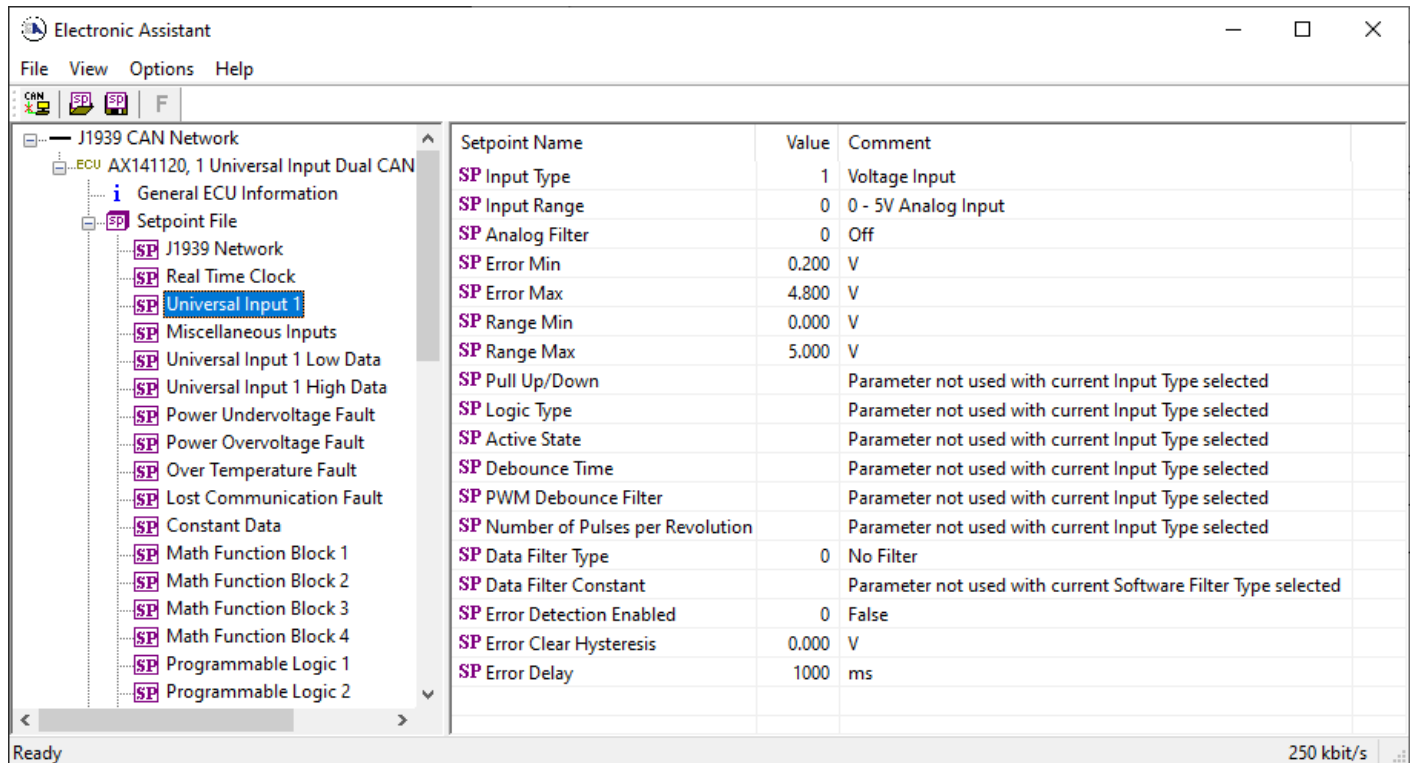 Electronic Assistant
File View Options Help
CAN SP SP F
J1939 CAN Network
ECU AX141120, 1 Universal Input Dual CAN
i General ECU Information
SP Setpoint File
SP J1939 Network
SP Real Time Clock
SP Universal Input 1
SP Miscellaneous Inputs
SP Universal Input 1 Low Data
SP Universal Input 1 High Data
SP Power Undervoltage Fault
SP Power Overvoltage Fault
SP Over Temperature Fault
SP Lost Communication Fault
SP Constant Data
SP Math Function Block 1
SP Math Function Block 2
SP Math Function Block 3
SP Math Function Block 4
SP Programmable Logic 1
SP Programmable Logic 2
Setpoint Name Value Comment
SP Input Type 1 Voltage Input
SP Input Range 0 0 - 5V Analog Input
SP Analog Filter 0 Off
SP Error Min 0.200 V
SP Error Max 4.800 V
SP Range Min 0.000 V
SP Range Max 5.000 V
SP Pull Up/Down Parameter not used with current Input Type selected
SP Logic Type Parameter not used with current Input Type selected
SP Active State Parameter not used with current Input Type selected
SP Debounce Time Parameter not used with current Input Type selected
SP PWM Debounce Filter Parameter not used with current Input Type selected
SP Number of Pulses per Revolution Parameter not used with current Input Type selected
SP Data Filter Type 0 No Filter
SP Data Filter Constant Parameter not used with current Software Filter Type selected
SP Error Detection Enabled 0 False
SP Error Clear Hysteresis 0.000 V
SP Error Delay 1000 ms
Ready 250 kbit/s